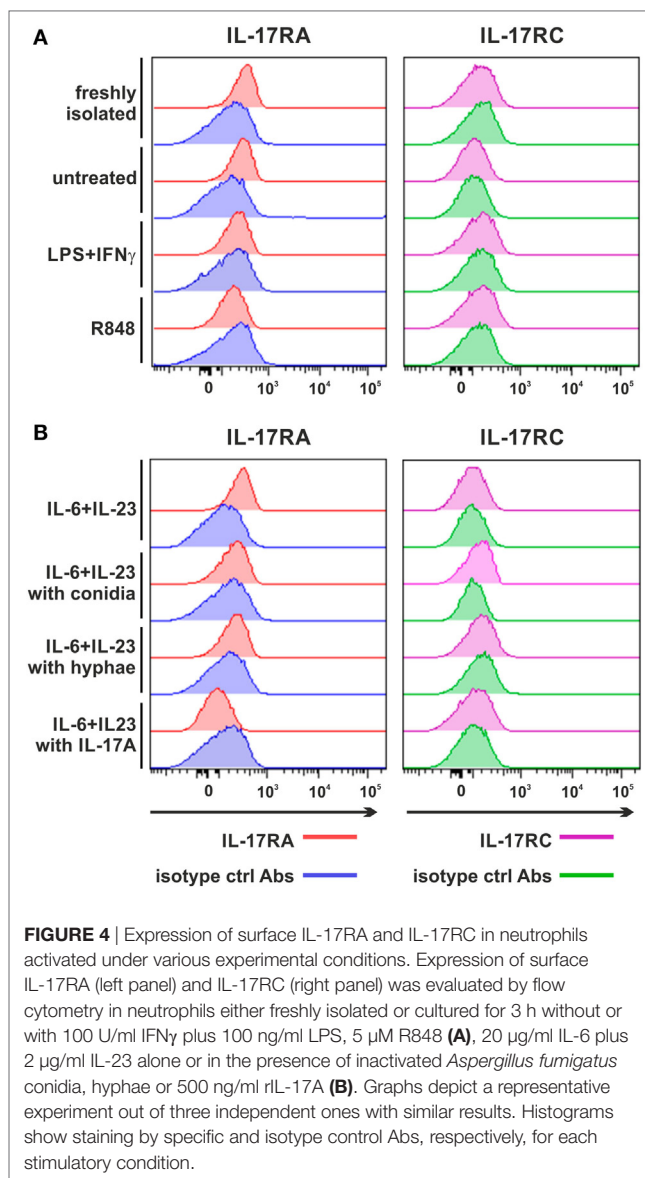 A
IL-17RA
IL-17RC
freshly
isolated
untreated
LPS+IFNγ
R848
0 10³ 10⁴ 10⁵
0 10³ 10⁴ 10⁵
B
IL-17RA
IL-17RC
IL-6+IL-23
IL-6+IL-23
with conidia
IL-6+IL-23
with hyphae
IL-6+IL23
with IL-17A
0 10³ 10⁴ 10⁵
0 10³ 10⁴ 10⁵
IL-17RA
IL-17RC
isotype ctrl Abs
isotype ctrl Abs
FIGURE 4 | Expression of surface IL-17RA and IL-17RC in neutrophils
activated under various experimental conditions. Expression of surface
IL-17RA (left panel) and IL-17RC (right panel) was evaluated by flow
cytometry in neutrophils either freshly isolated or cultured for 3 h without or
with 100 U/ml IFNγ plus 100 ng/ml LPS, 5 µM R848 (A), 20 µg/ml IL-6 plus
2 µg/ml IL-23 alone or in the presence of inactivated Aspergillus fumigatus
conidia, hyphae or 500 ng/ml rIL-17A (B). Graphs depict a representative
experiment out of three independent ones with similar results. Histograms
show staining by specific and isotype control Abs, respectively, for each
stimulatory condition.